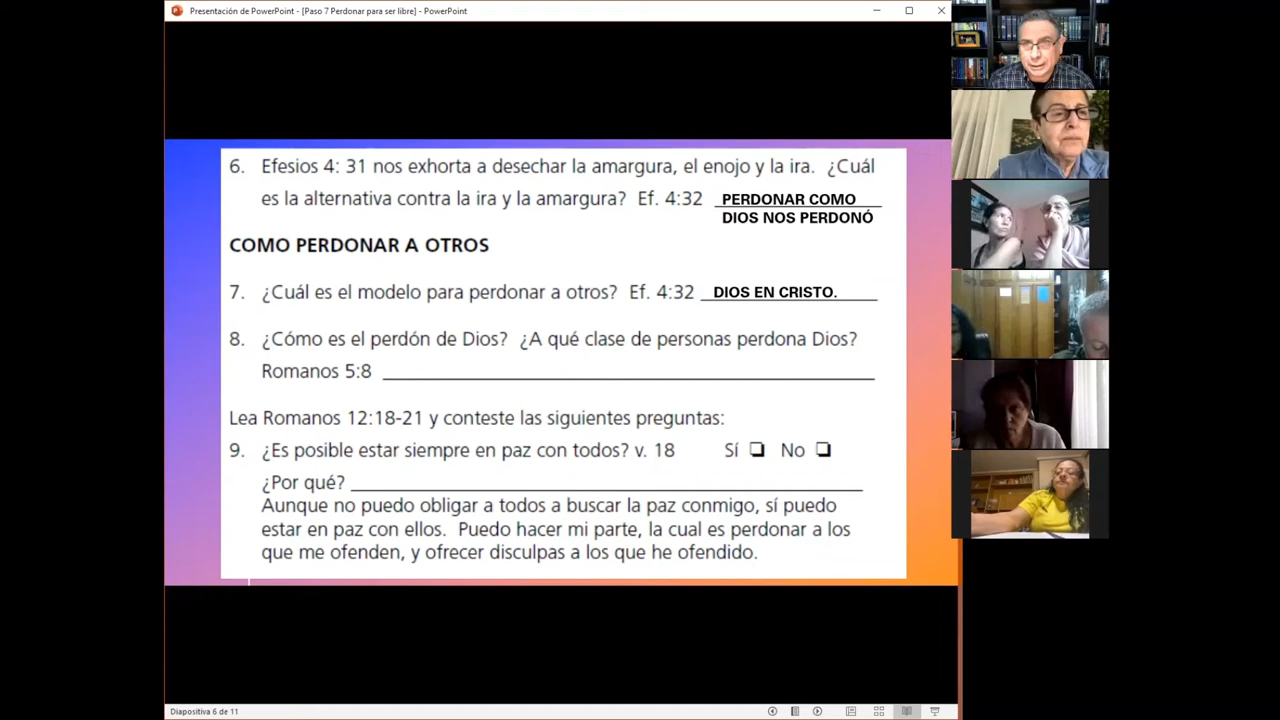 Presentación de PowerPoint - [Paso 7 Perdonar para ser libre] - PowerPoint
6. Efesios 4: 31 nos exhorta a desechar la amargura, el enojo y la ira. ¿Cuál
es la alternativa contra la ira y la amargura? Ef. 4:32 PERDONAR COMO
DIOS NOS PERDONÓ
COMO PERDONAR A OTROS
7. ¿Cuál es el modelo para perdonar a otros? Ef. 4:32 DIOS EN CRISTO.
8. ¿Cómo es el perdón de Dios? ¿A qué clase de personas perdona Dios?
Romanos 5:8
Lea Romanos 12:18-21 y conteste las siguientes preguntas:
9. ¿Es posible estar siempre en paz con todos? v. 18 Sí ❑ No ❑
¿Por qué?
Aunque no puedo obligar a todos a buscar la paz conmigo, sí puedo
estar en paz con ellos. Puedo hacer mi parte, la cual es perdonar a los
que me ofenden, y ofrecer disculpas a los que he ofendido.
Diapositiva 6 de 11